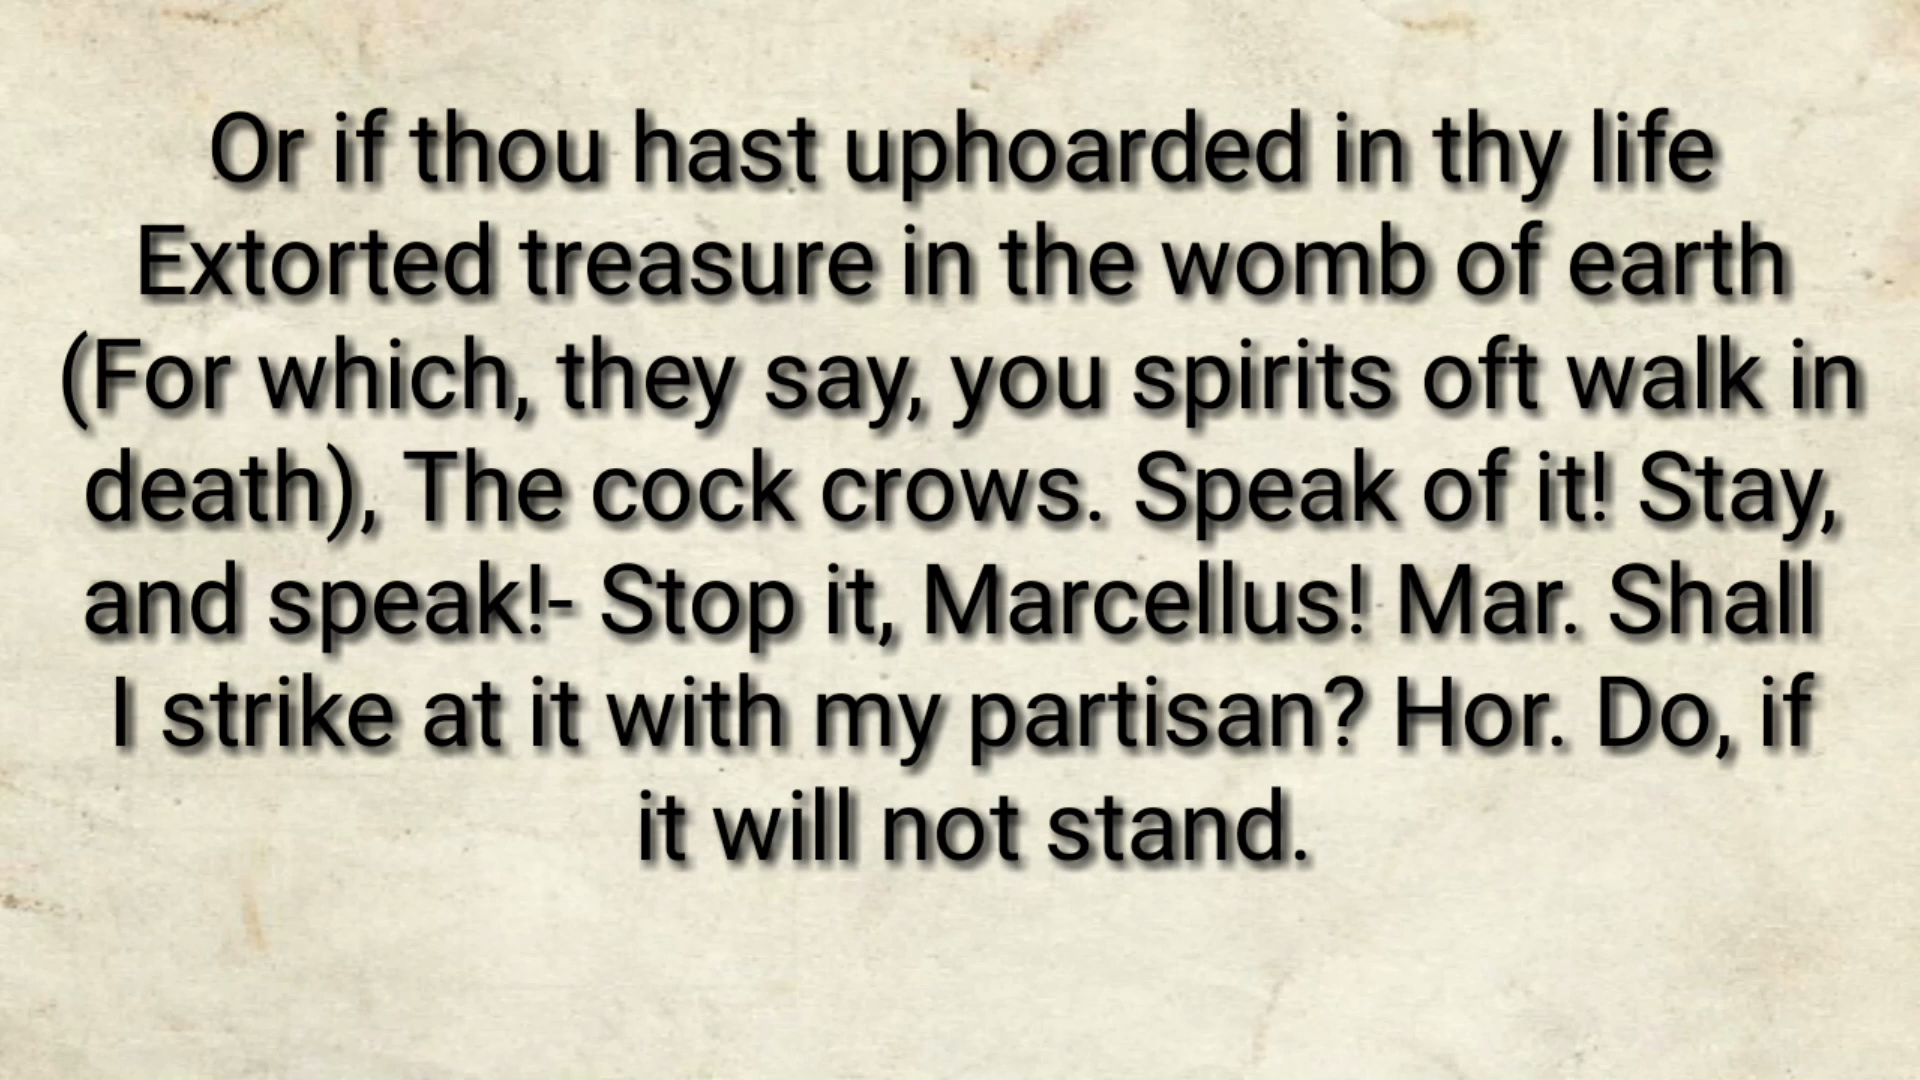 Or if thou hast uphoarded in thy life
Extorted treasure in the womb of earth
(For which, they say, you spirits oft walk in
death), The cock crows. Speak of it! Stay,
and speak!- Stop it, Marcellus! Mar. Shall
I strike at it with my partisan? Hor. Do, if
it will not stand.